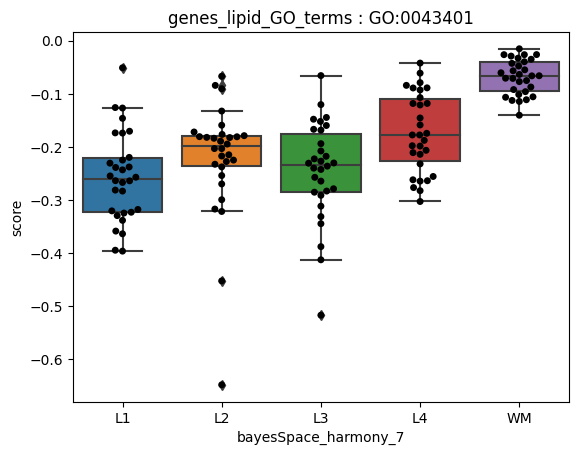 genes_lipid_GO_terms : GO:0043401
0.0
−0.1
−0.2
−0.3
−0.4
−0.5
−0.6
score
L1 L2 L3 L4 WM
bayesSpace_harmony_7